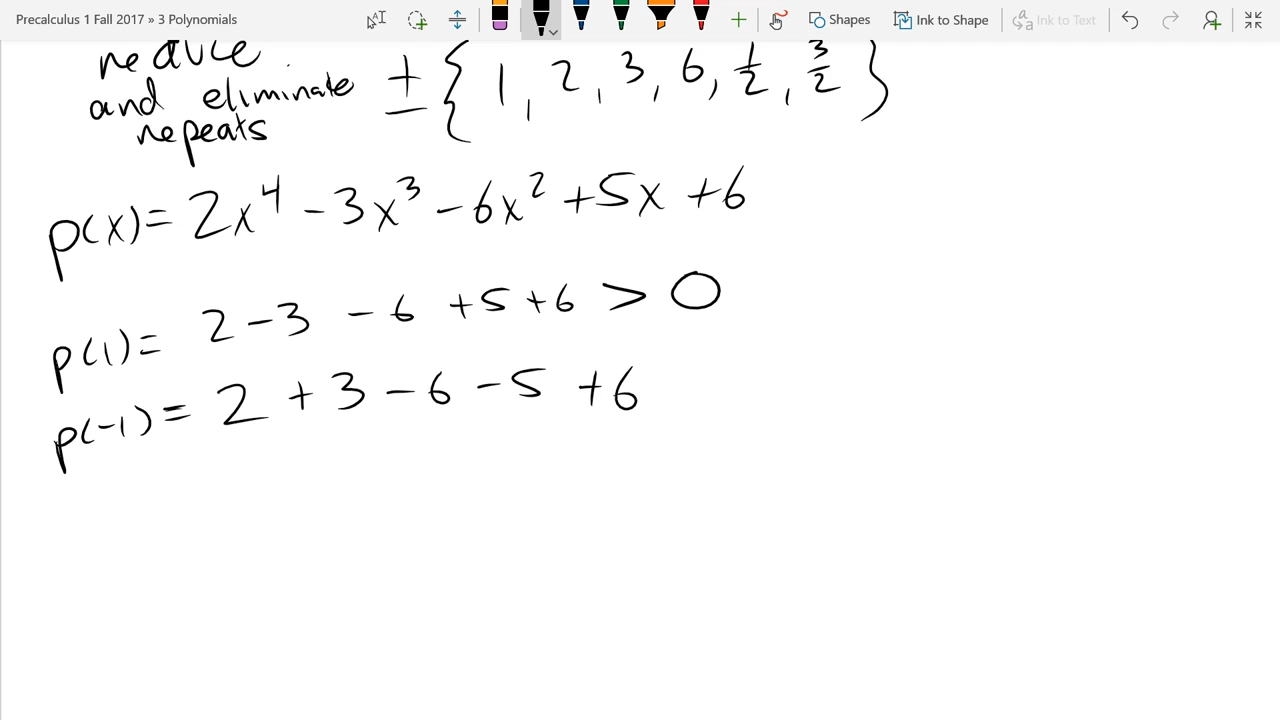 Precalculus 1 Fall 2017 » 3 Polynomials
Shapes
Ink to Shape
Ink to Text
reduce
and eliminate
repeats
± { 1, 2, 3, 6, 1/2, 3/2 }
p(x) = 2x⁴ - 3x³ - 6x² + 5x + 6
p(1) = 2 - 3 - 6 + 5 + 6 > 0
p(-1) = 2 + 3 - 6 - 5 + 6